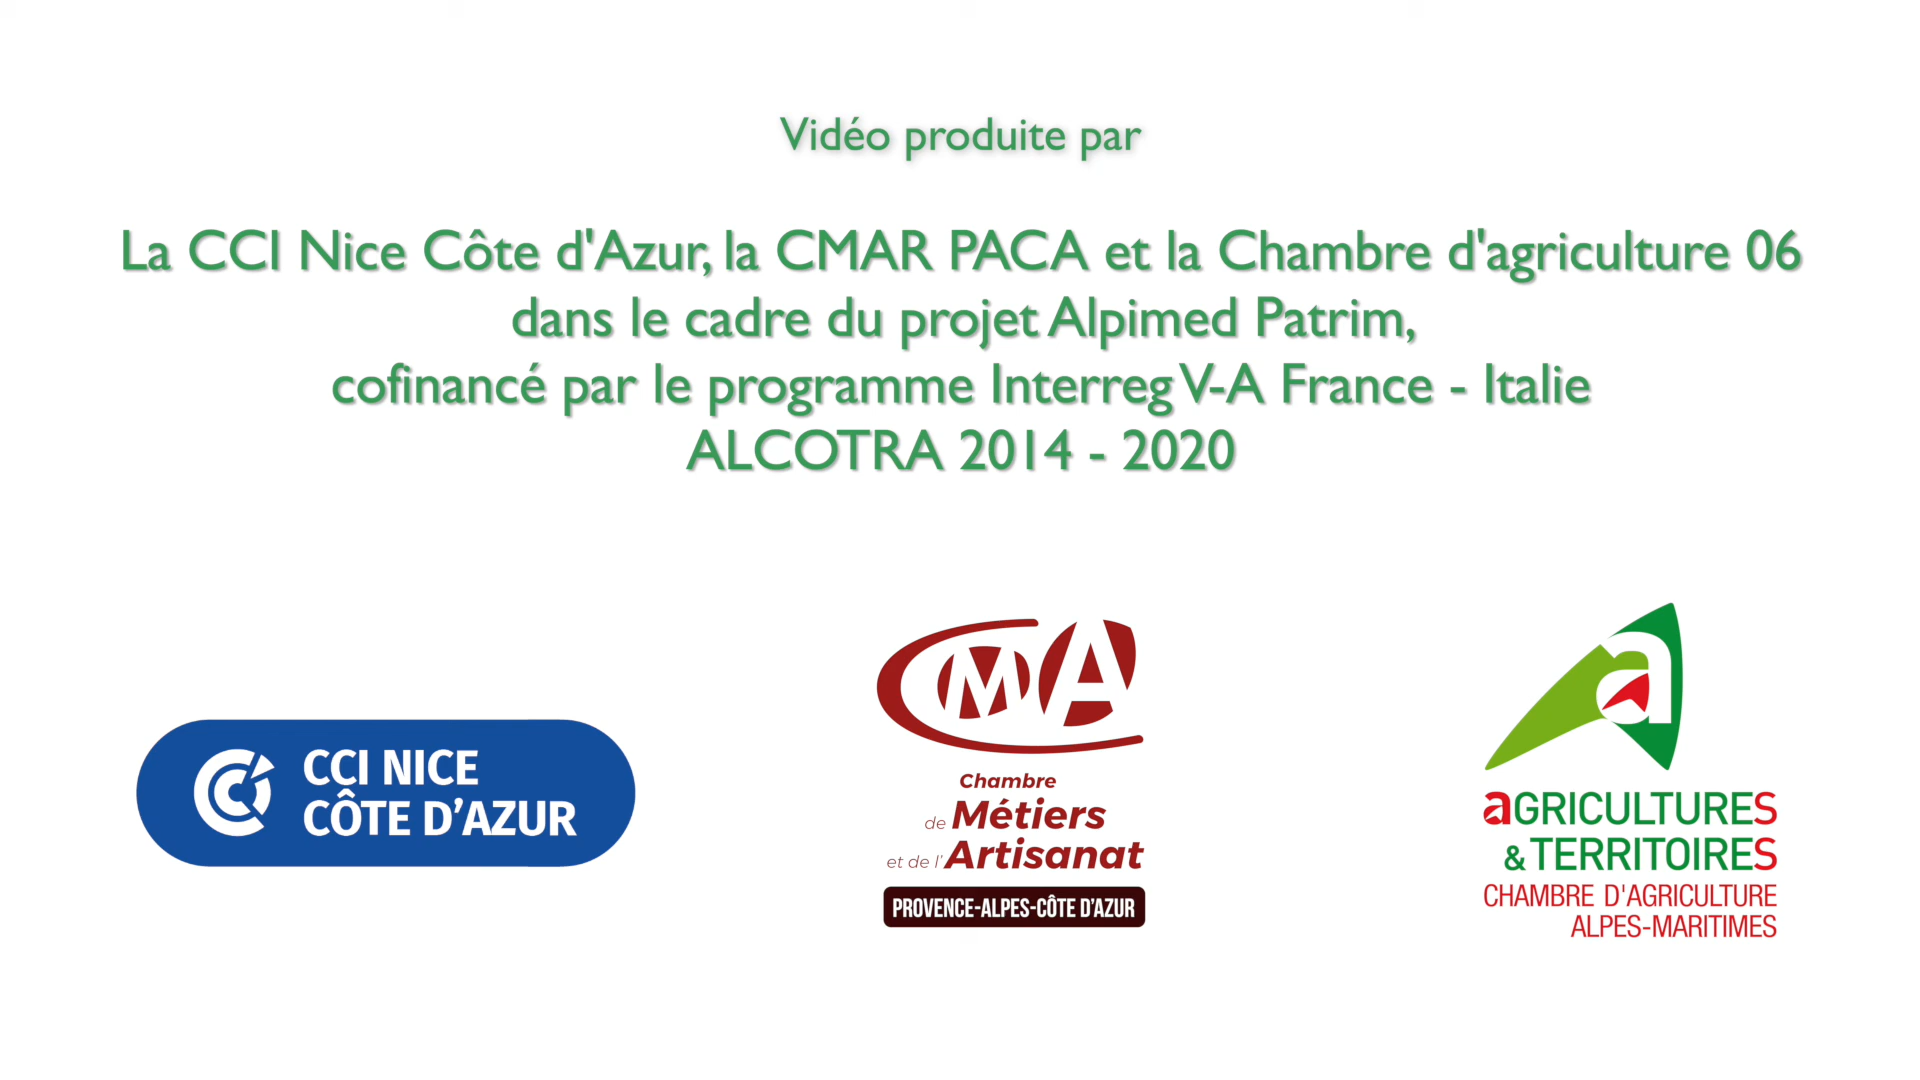 Vidéo produite par
La CCI Nice Côte d'Azur, la CMAR PACA et la Chambre d'agriculture 06
dans le cadre du projet Alpimed Patrim,
cofinancé par le programme Interreg V-A France - Italie
ALCOTRA 2014 - 2020
CCI NICE
CÔTE D'AZUR
CMA
Chambre
de Métiers
et de l'Artisanat
PROVENCE-ALPES-CÔTE D'AZUR
a
aGRICULTURES
& TERRITOIRES
CHAMBRE D'AGRICULTURE
ALPES-MARITIMES